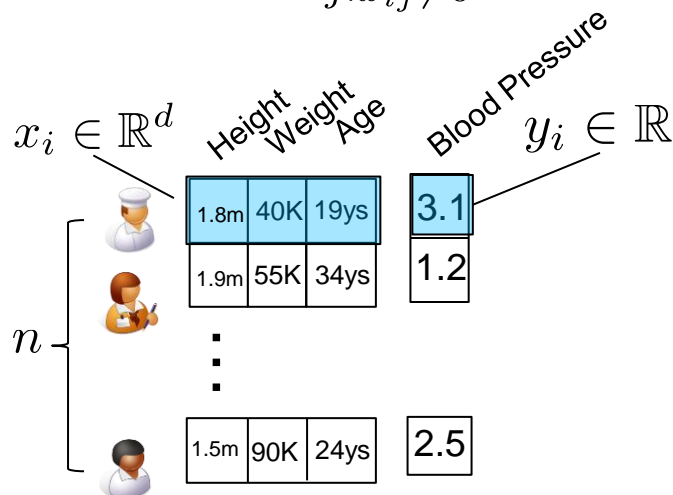 x_i ∈ ℝ^d
Height Weight Age
Blood Pressure
y_i ∈ ℝ
1.8m 40K 19ys 3.1
1.9m 55K 34ys 1.2
n
⋮
1.5m 90K 24ys 2.5